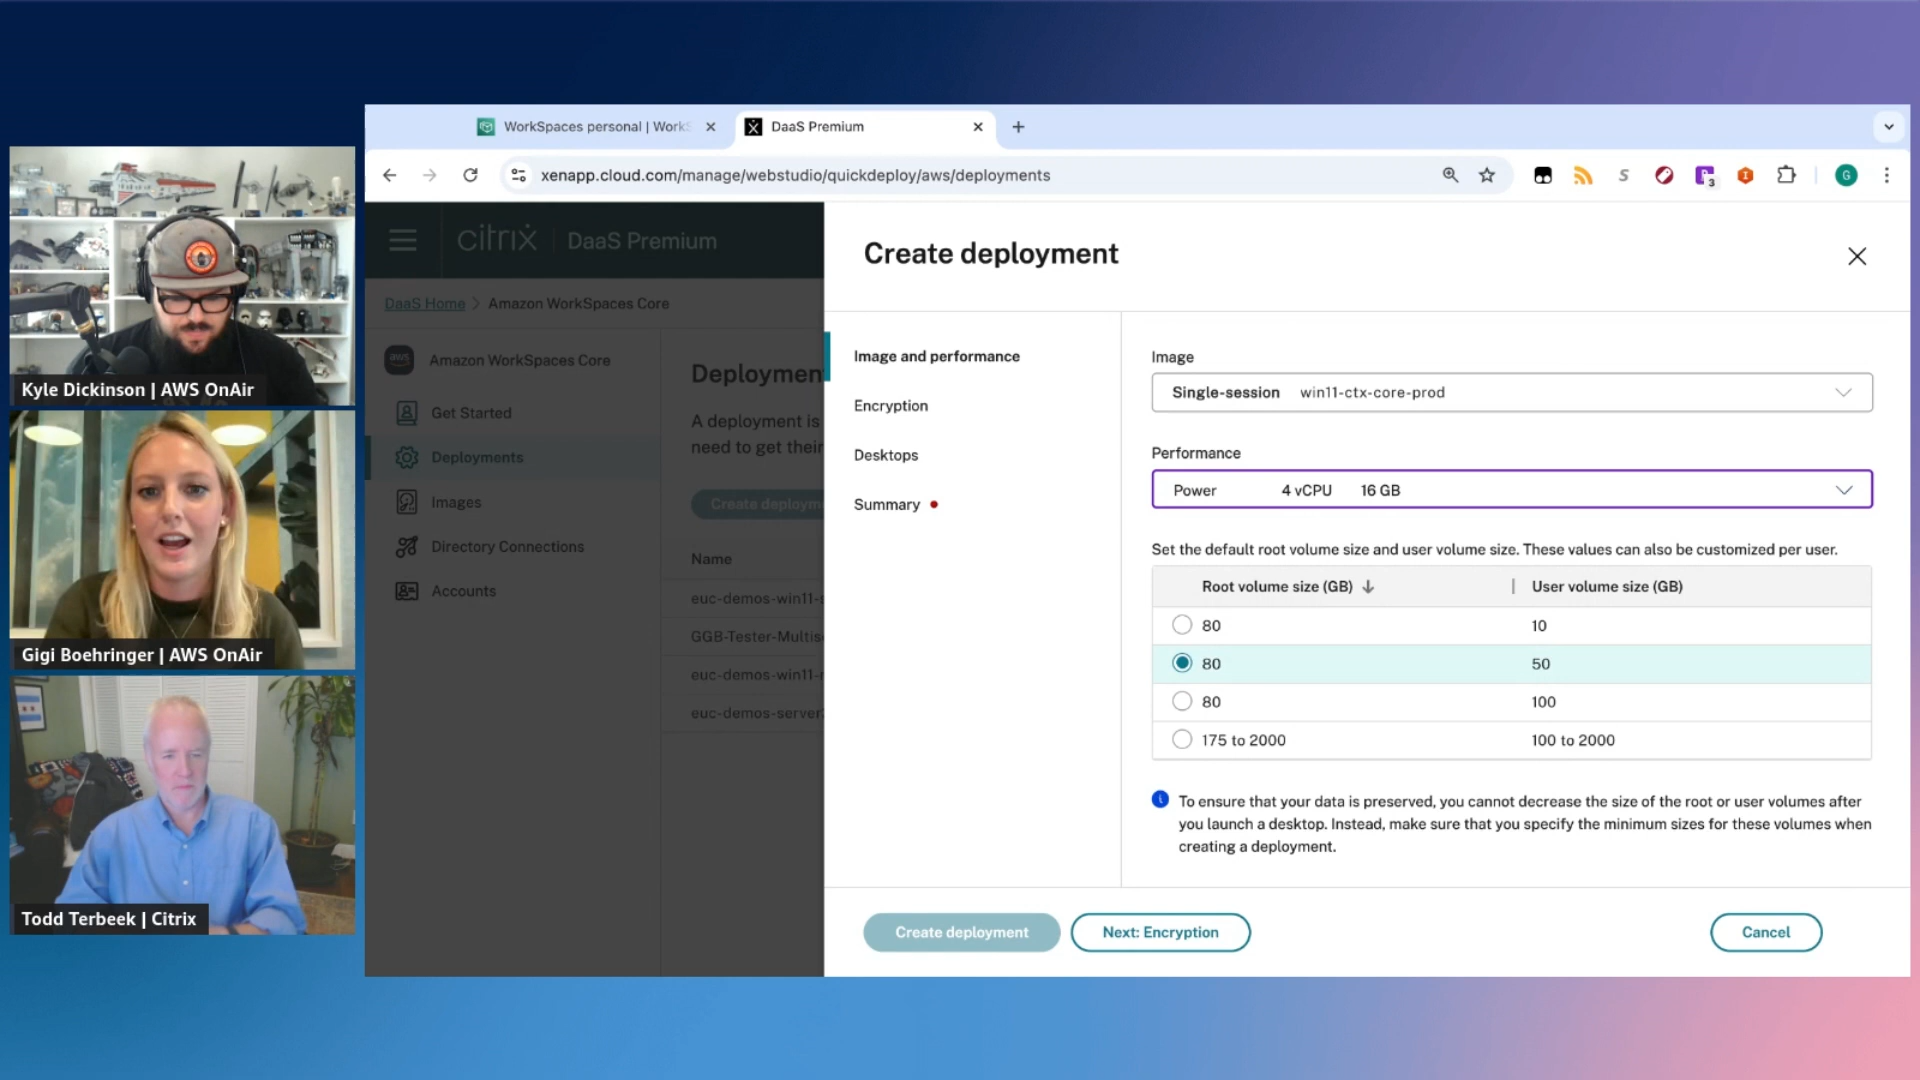 WorkSpaces personal | WorkS
DaaS Premium
xenapp.cloud.com/manage/webstudio/quickdeploy/aws/deployments
S
3
G
citrix
DaaS Premium
DaaS Home > Amazon WorkSpaces Core
aws
Amazon WorkSpaces Core
Get Started
Deployments
Images
Directory Connections
Accounts
Deploymen
A deployment is
need to get their
Create deploym
Name
euc-demos-win11-s
GGB-Tester-Multise
euc-demos-win11-
euc-demos-server
Create deployment
Image and performance
Encryption
Desktops
Summary
Image
Single-session win11-ctx-core-prod
Performance
Power 4 vCPU 16 GB
Set the default root volume size and user volume size. These values can also be customized per user.
Root volume size (GB) User volume size (GB)
80 10
80 50
80 100
175 to 2000 100 to 2000
To ensure that your data is preserved, you cannot decrease the size of the root or user volumes after
you launch a desktop. Instead, make sure that you specify the minimum sizes for these volumes when
creating a deployment.
Create deployment
Next: Encryption
Cancel
Kyle Dickinson | AWS OnAir
Gigi Boehringer | AWS OnAir
Todd Terbeek | Citrix